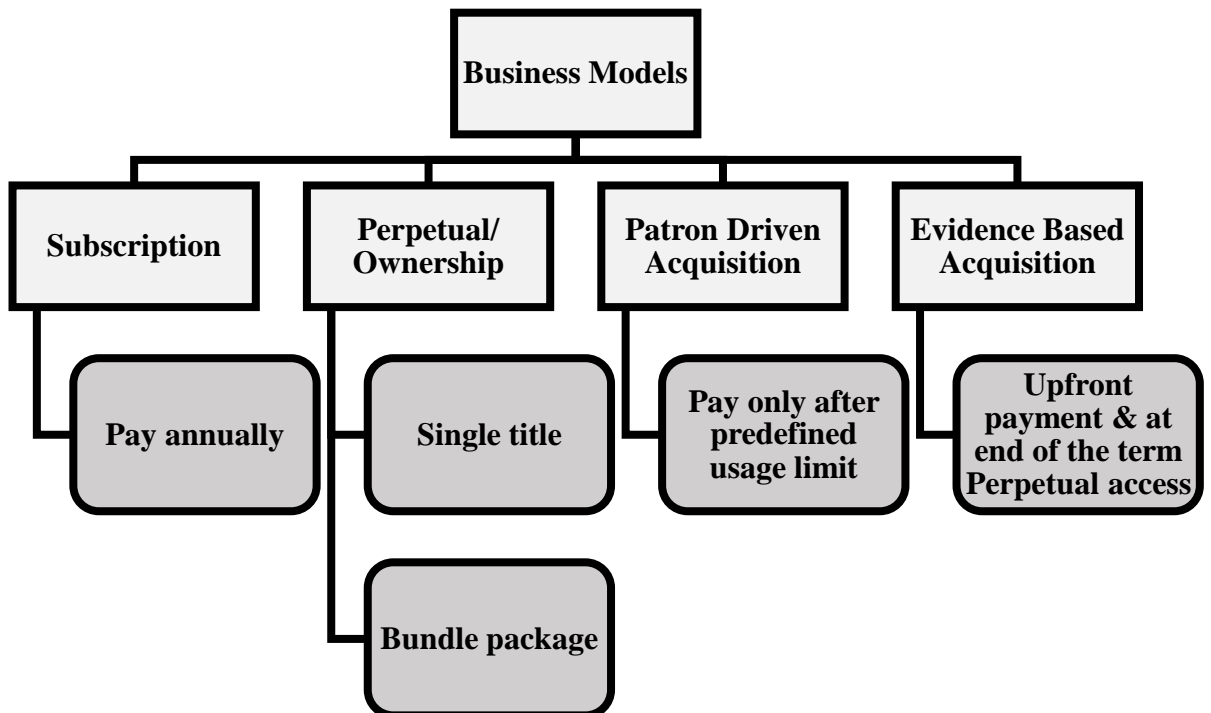 Business Models
Subscription
Perpetual/
Ownership
Patron Driven
Acquisition
Evidence Based
Acquisition
Pay annually
Single title
Pay only after
predefined
usage limit
Upfront
payment & at
end of the term
Perpetual access
Bundle package